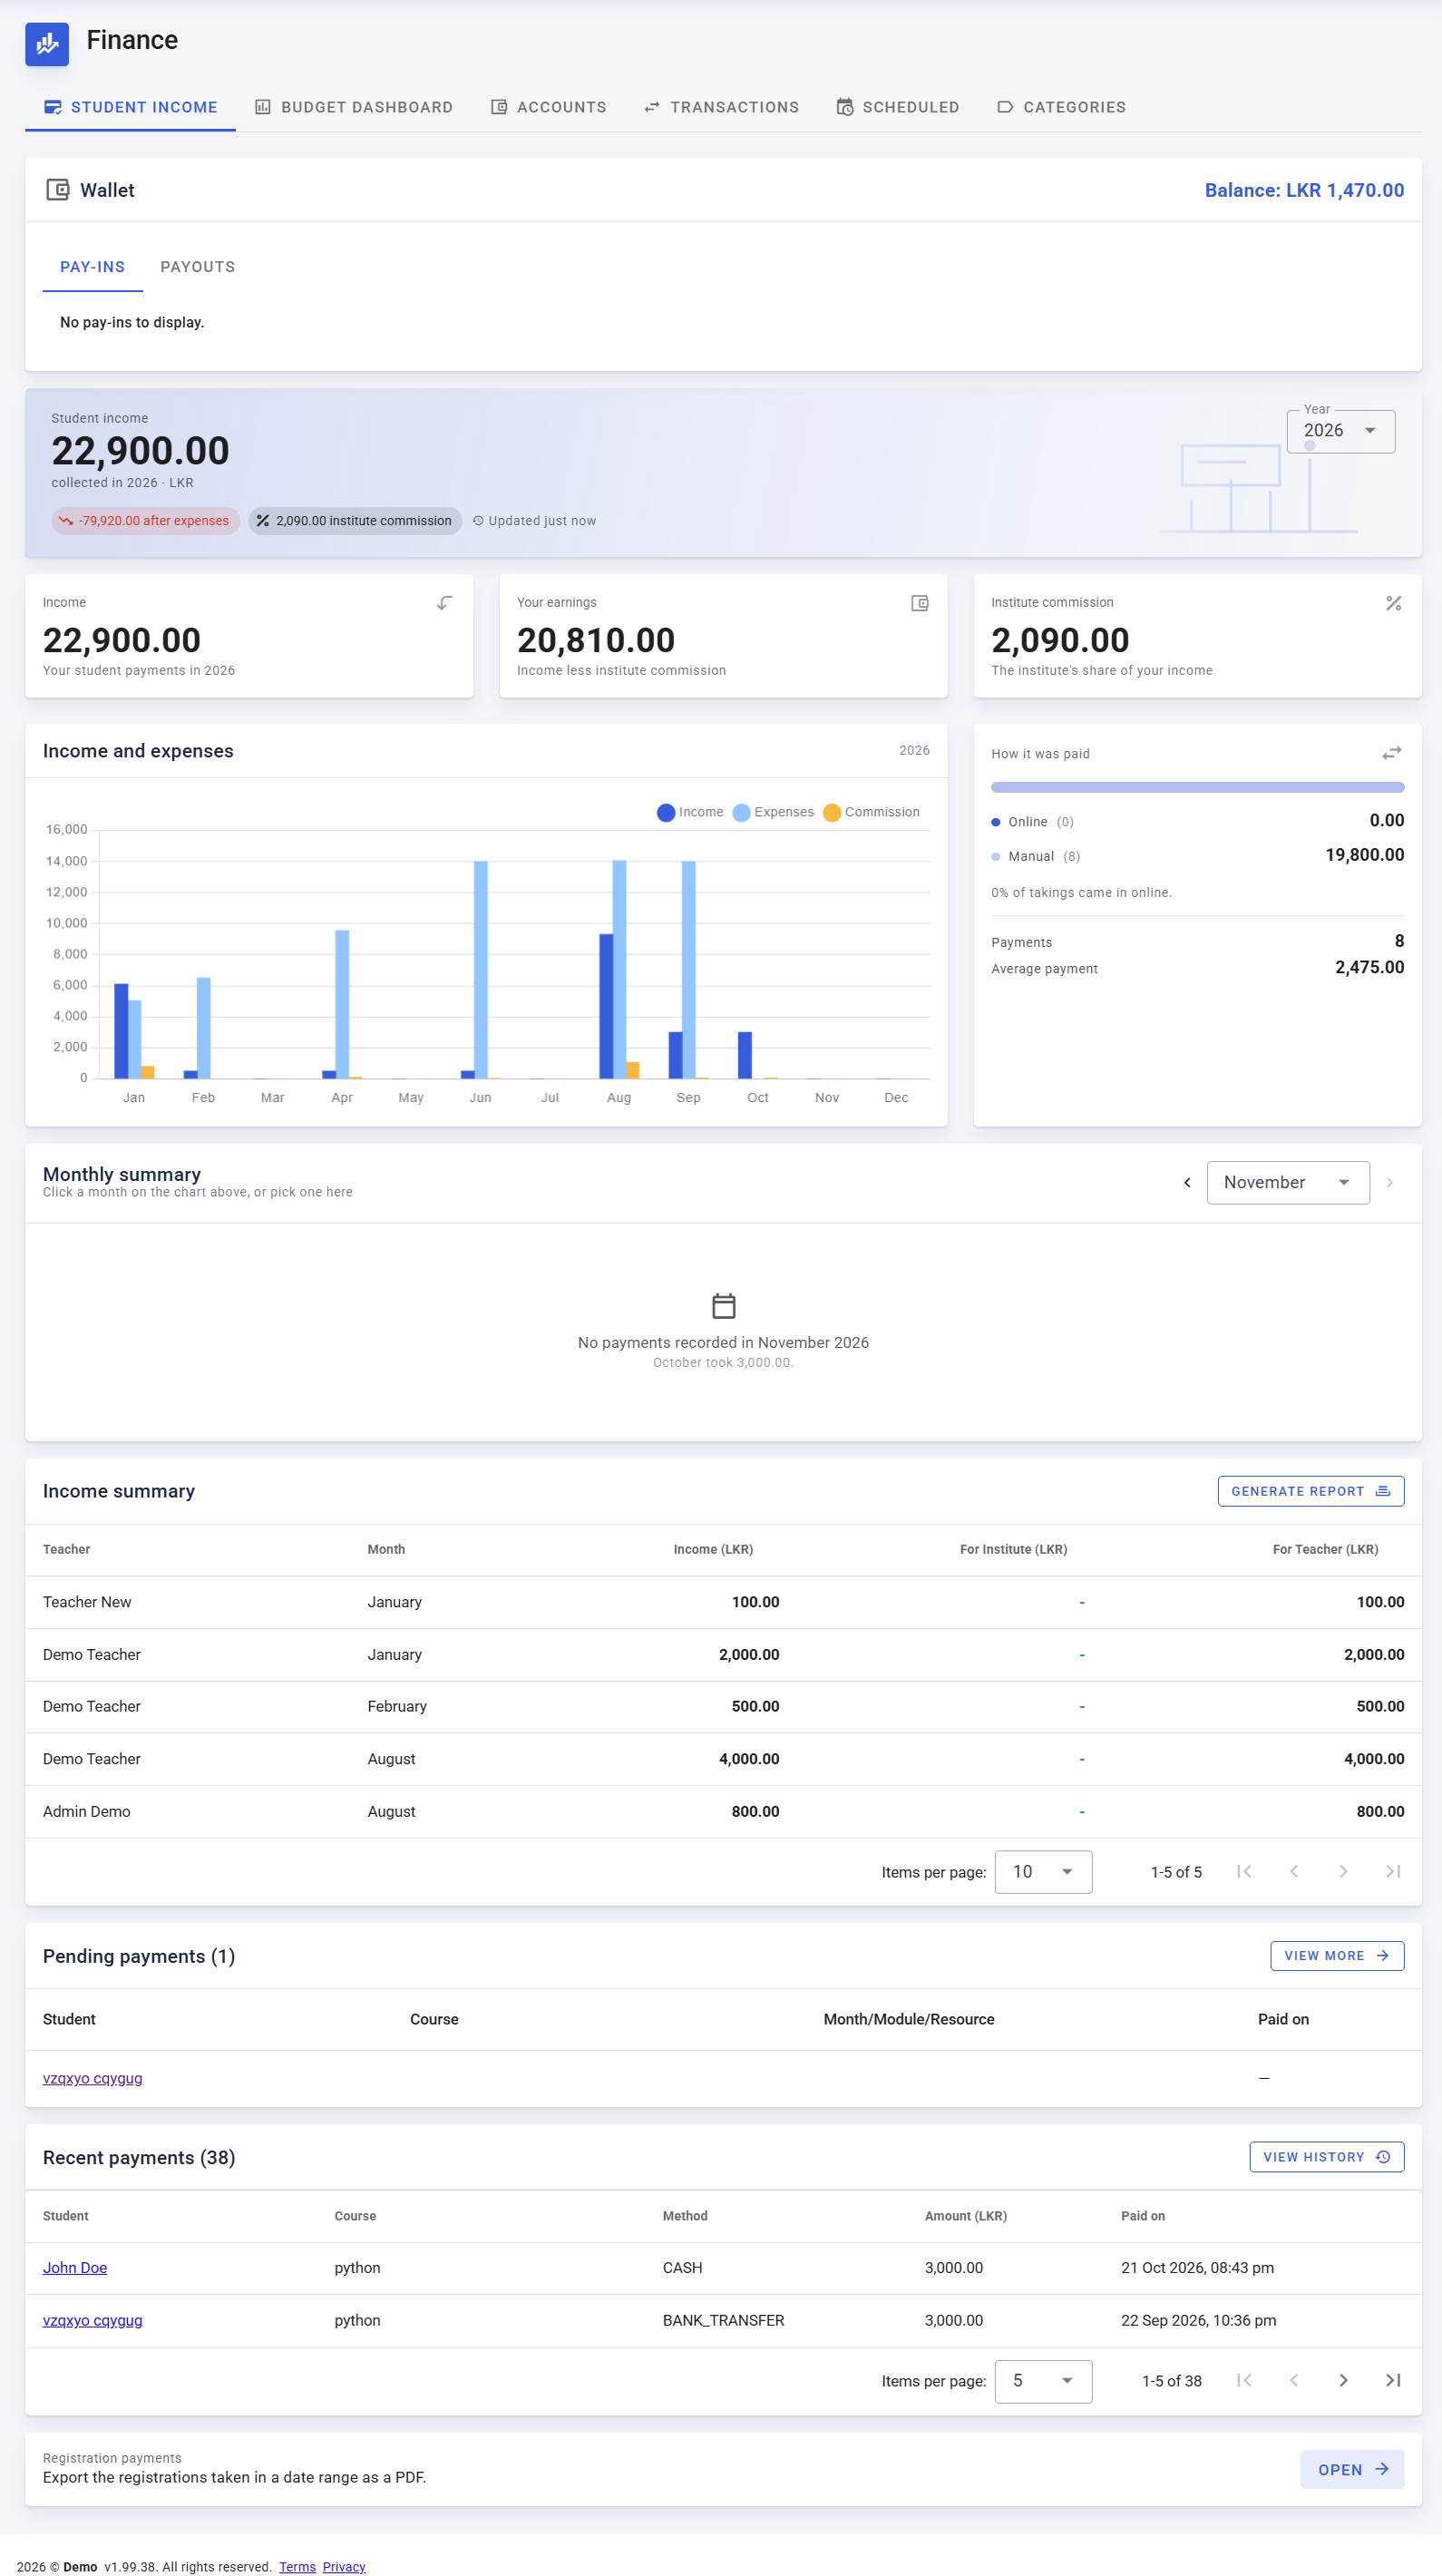 Finance
STUDENT INCOME BUDGET DASHBOARD ACCOUNTS TRANSACTIONS SCHEDULED CATEGORIES
Wallet Balance: LKR 1,470.00
PAY-INS PAYOUTS
No pay-ins to display.
Student income
22,900.00
collected in 2026 · LKR
-79,920.00 after expenses 2,090.00 institute commission Updated just now
Year
2026
Income
22,900.00
Your student payments in 2026
Your earnings
20,810.00
Income less institute commission
Institute commission
2,090.00
The institute's share of your income
Income and expenses 2026
Income Expenses Commission
16,000
14,000
12,000
10,000
8,000
6,000
4,000
2,000
0
Jan Feb Mar Apr May Jun Jul Aug Sep Oct Nov Dec
How it was paid
Online (0) 0.00
Manual (8) 19,800.00
0% of takings came in online.
Payments 8
Average payment 2,475.00
Monthly summary
Click a month on the chart above, or pick one here
November
No payments recorded in November 2026
October took 3,000.00.
Income summary GENERATE REPORT
Teacher Month Income (LKR) For Institute (LKR) For Teacher (LKR)
Teacher New January 100.00 - 100.00
Demo Teacher January 2,000.00 - 2,000.00
Demo Teacher February 500.00 - 500.00
Demo Teacher August 4,000.00 - 4,000.00
Admin Demo August 800.00 - 800.00
Items per page: 10 1-5 of 5
Pending payments (1) VIEW MORE
Student Course Month/Module/Resource Paid on
vzqxyo cqygug —
Recent payments (38) VIEW HISTORY
Student Course Method Amount (LKR) Paid on
John Doe python CASH 3,000.00 21 Oct 2026, 08:43 pm
vzqxyo cqygug python BANK_TRANSFER 3,000.00 22 Sep 2026, 10:36 pm
Items per page: 5 1-5 of 38
Registration payments
Export the registrations taken in a date range as a PDF.
OPEN
2026 © Demo v1.99.38. All rights reserved. Terms Privacy